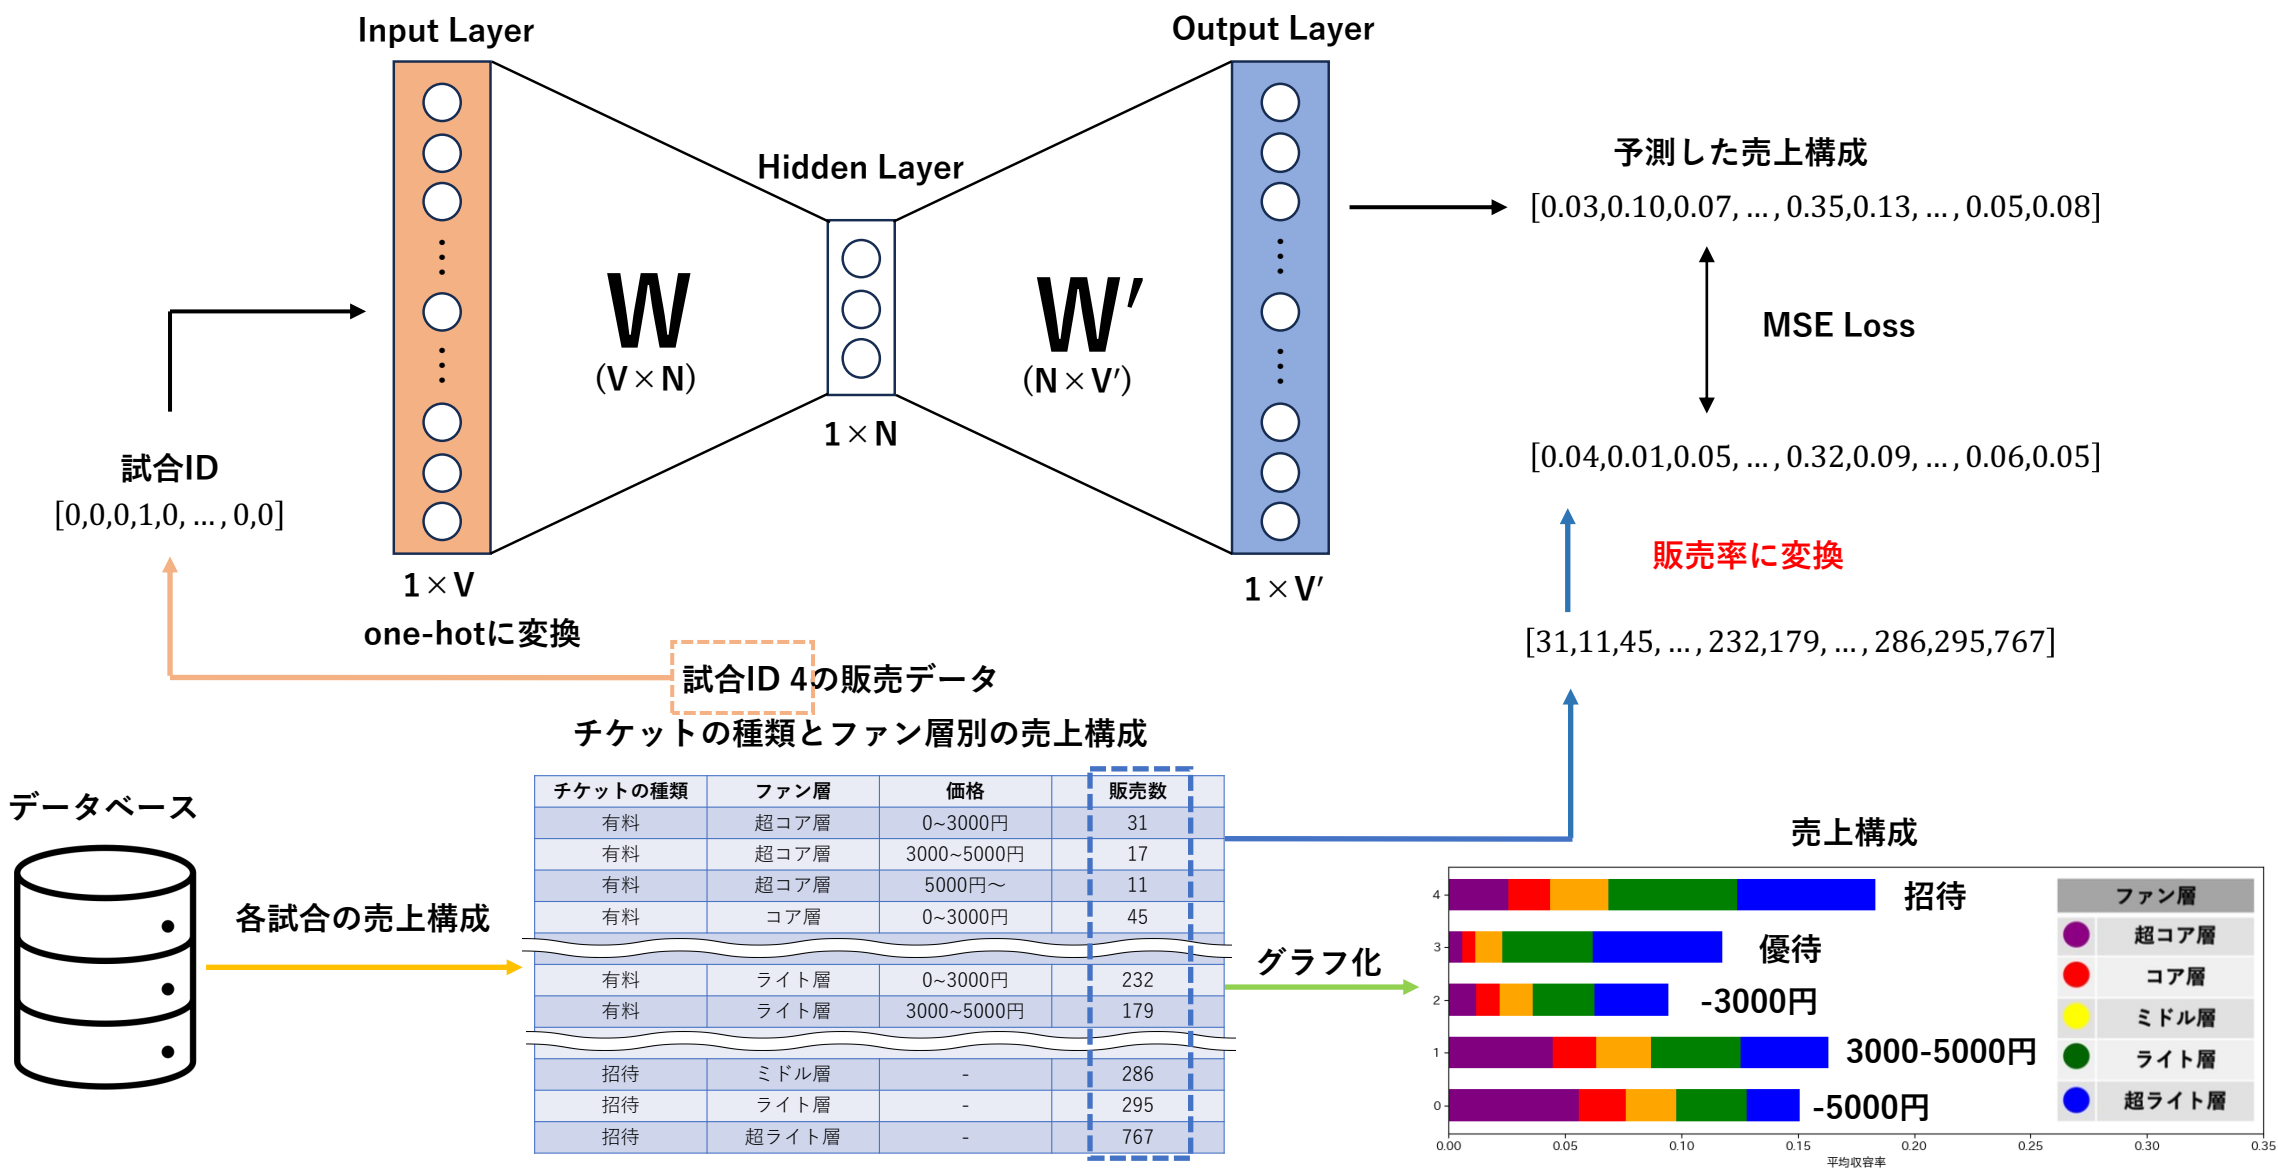 Input Layer
Output Layer
Hidden Layer
W
(V×N)
W′
(N×V′)
1×N
1×V
1×V′
予測した売上構成
[0.03,0.10,0.07, … , 0.35,0.13, … , 0.05,0.08]
MSE Loss
[0.04,0.01,0.05, … , 0.32,0.09, … , 0.06,0.05]
販売率に変換
[31,11,45, … , 232,179, … , 286,295,767]
試合ID
[0,0,0,1,0, … , 0,0]
one-hotに変換
試合ID 4の販売データ
チケットの種類とファン層別の売上構成
データベース
各試合の売上構成
チケットの種類 ファン層 価格 販売数
有料 超コア層 0~3000円 31
有料 超コア層 3000~5000円 17
有料 超コア層 5000円～ 11
有料 コア層 0~3000円 45
有料 ライト層 0~3000円 232
有料 ライト層 3000~5000円 179
招待 ミドル層 - 286
招待 ライト層 - 295
招待 超ライト層 - 767
グラフ化
売上構成
4 招待
3 優待
2 -3000円
1 3000-5000円
0 -5000円
0.00 0.05 0.10 0.15 0.20 0.25 0.30 0.35
平均収容率
ファン層
超コア層
コア層
ミドル層
ライト層
超ライト層